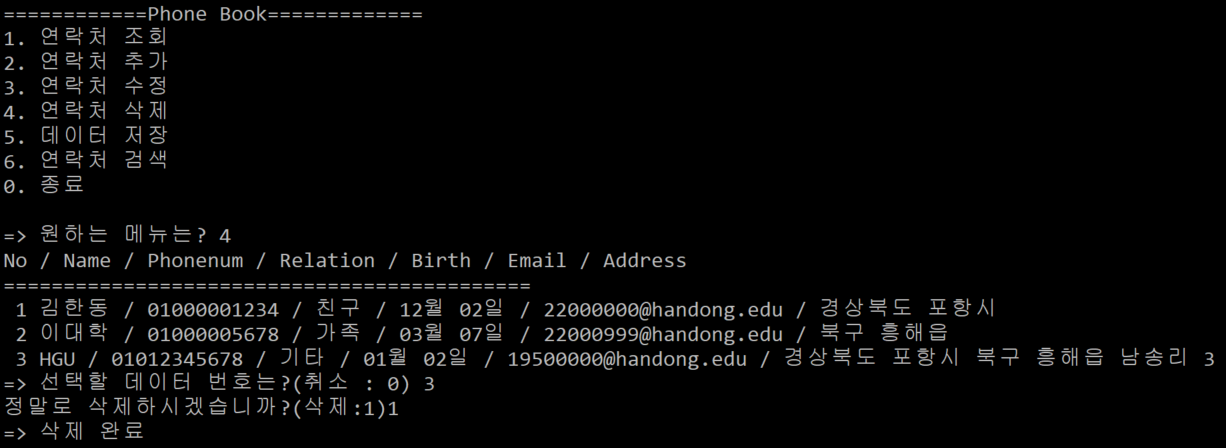 ============Phone Book=============
1. 연락처 조회
2. 연락처 추가
3. 연락처 수정
4. 연락처 삭제
5. 데이터 저장
6. 연락처 검색
0. 종료
=> 원하는 메뉴는? 4
No / Name / Phonenum / Relation / Birth / Email / Address
============================================
1 김한동 / 01000001234 / 친구 / 12월 02일 / 22000000@handong.edu / 경상북도 포항시
2 이대학 / 01000005678 / 가족 / 03월 07일 / 22000999@handong.edu / 북구 흥해읍
3 HGU / 01012345678 / 기타 / 01월 02일 / 19500000@handong.edu / 경상북도 포항시 북구 흥해읍 남송리 3
=> 선택할 데이터 번호는?(취소 : 0) 3
정말로 삭제하시겠습니까?(삭제:1)1
=> 삭제 완료